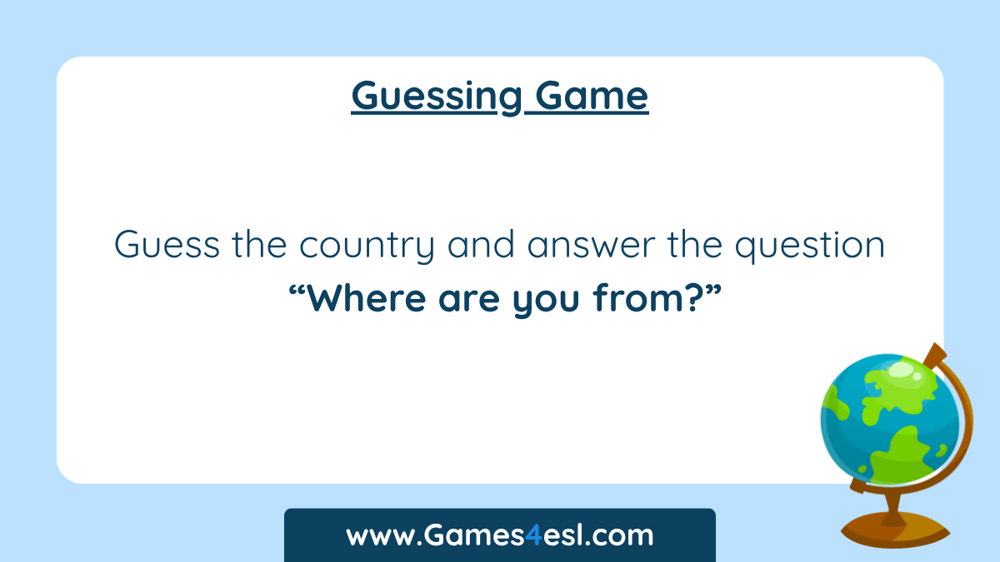 Guessing Game
Guess the country and answer the question
“Where are you from?”
www.Games4esl.com